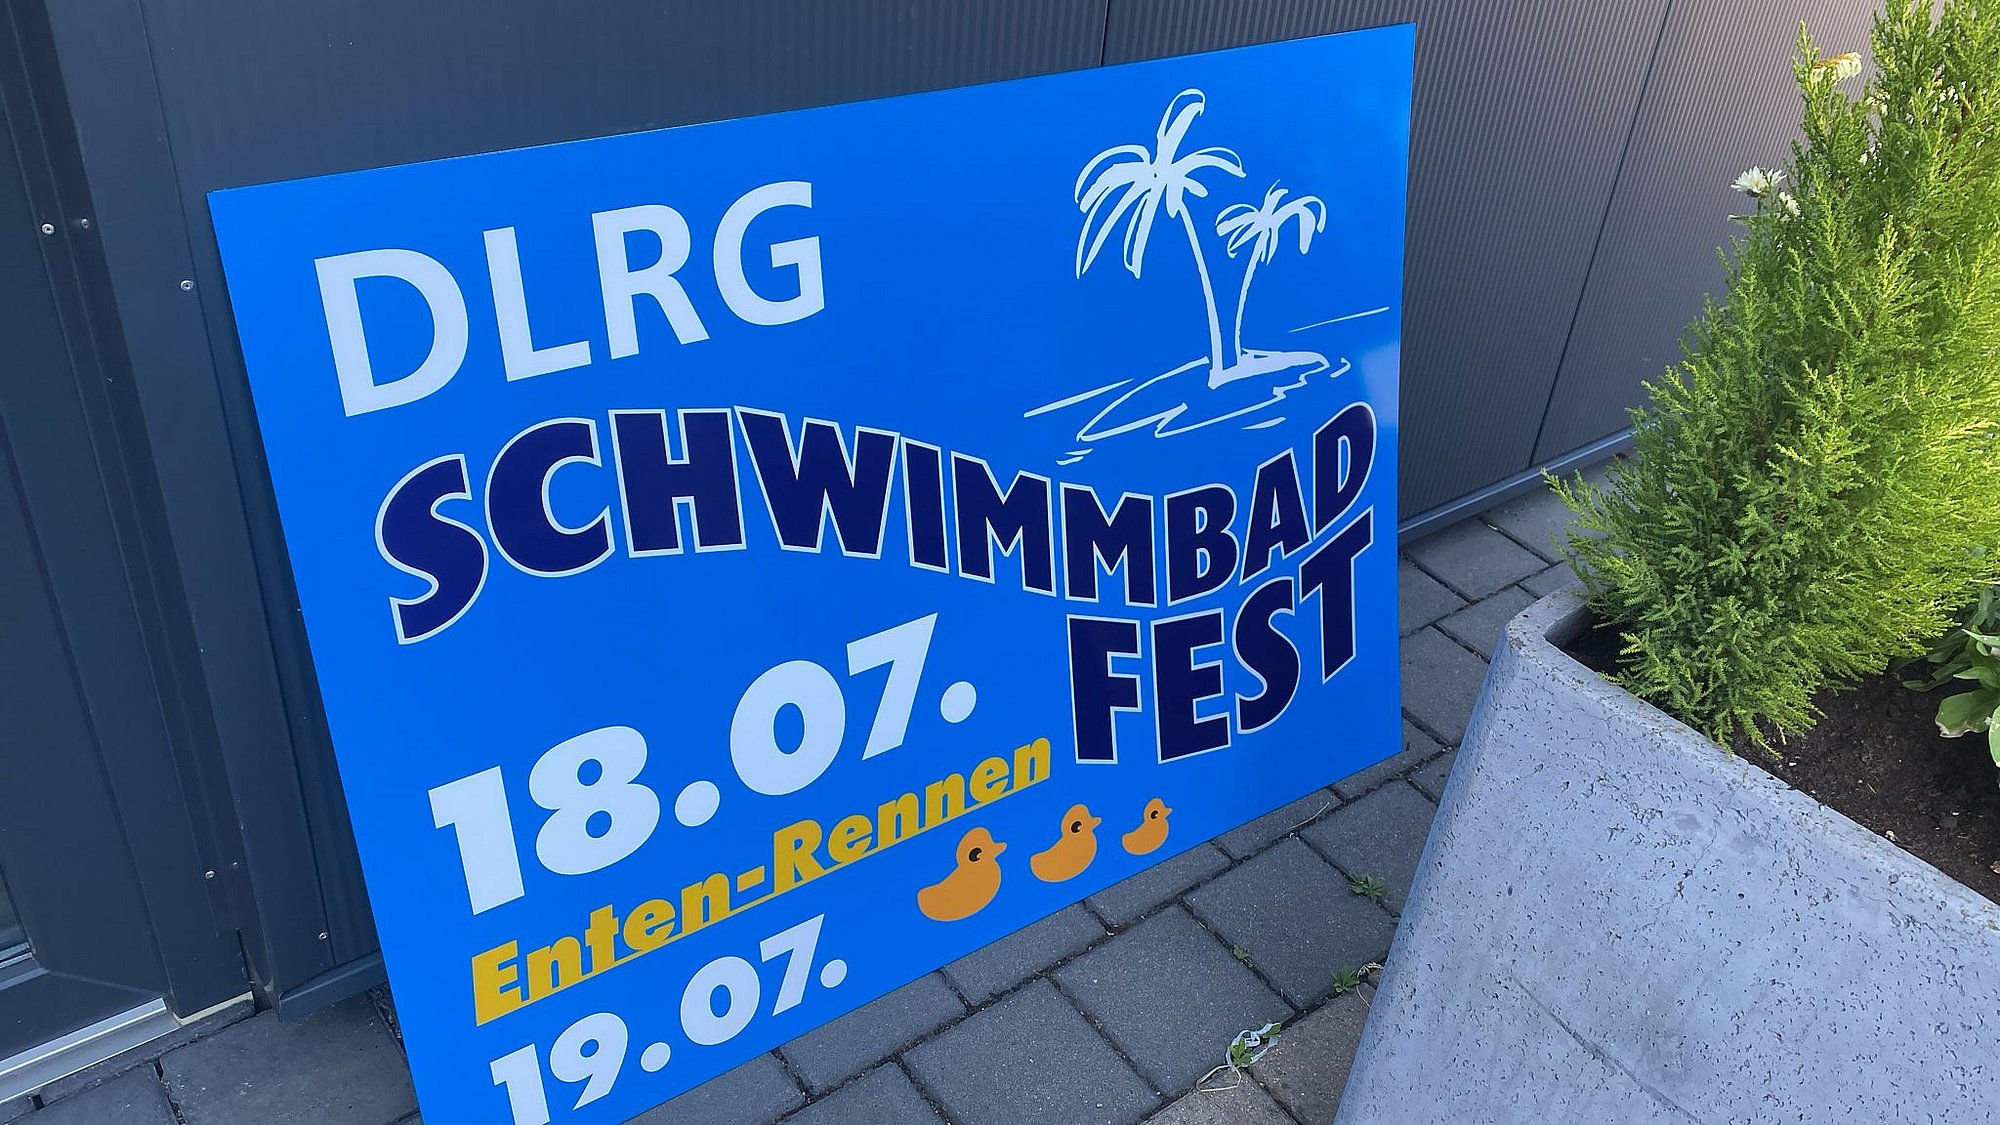 DLRG
SCHWIMMBAD
FEST
18.07.
Enten-Rennen
19.07.